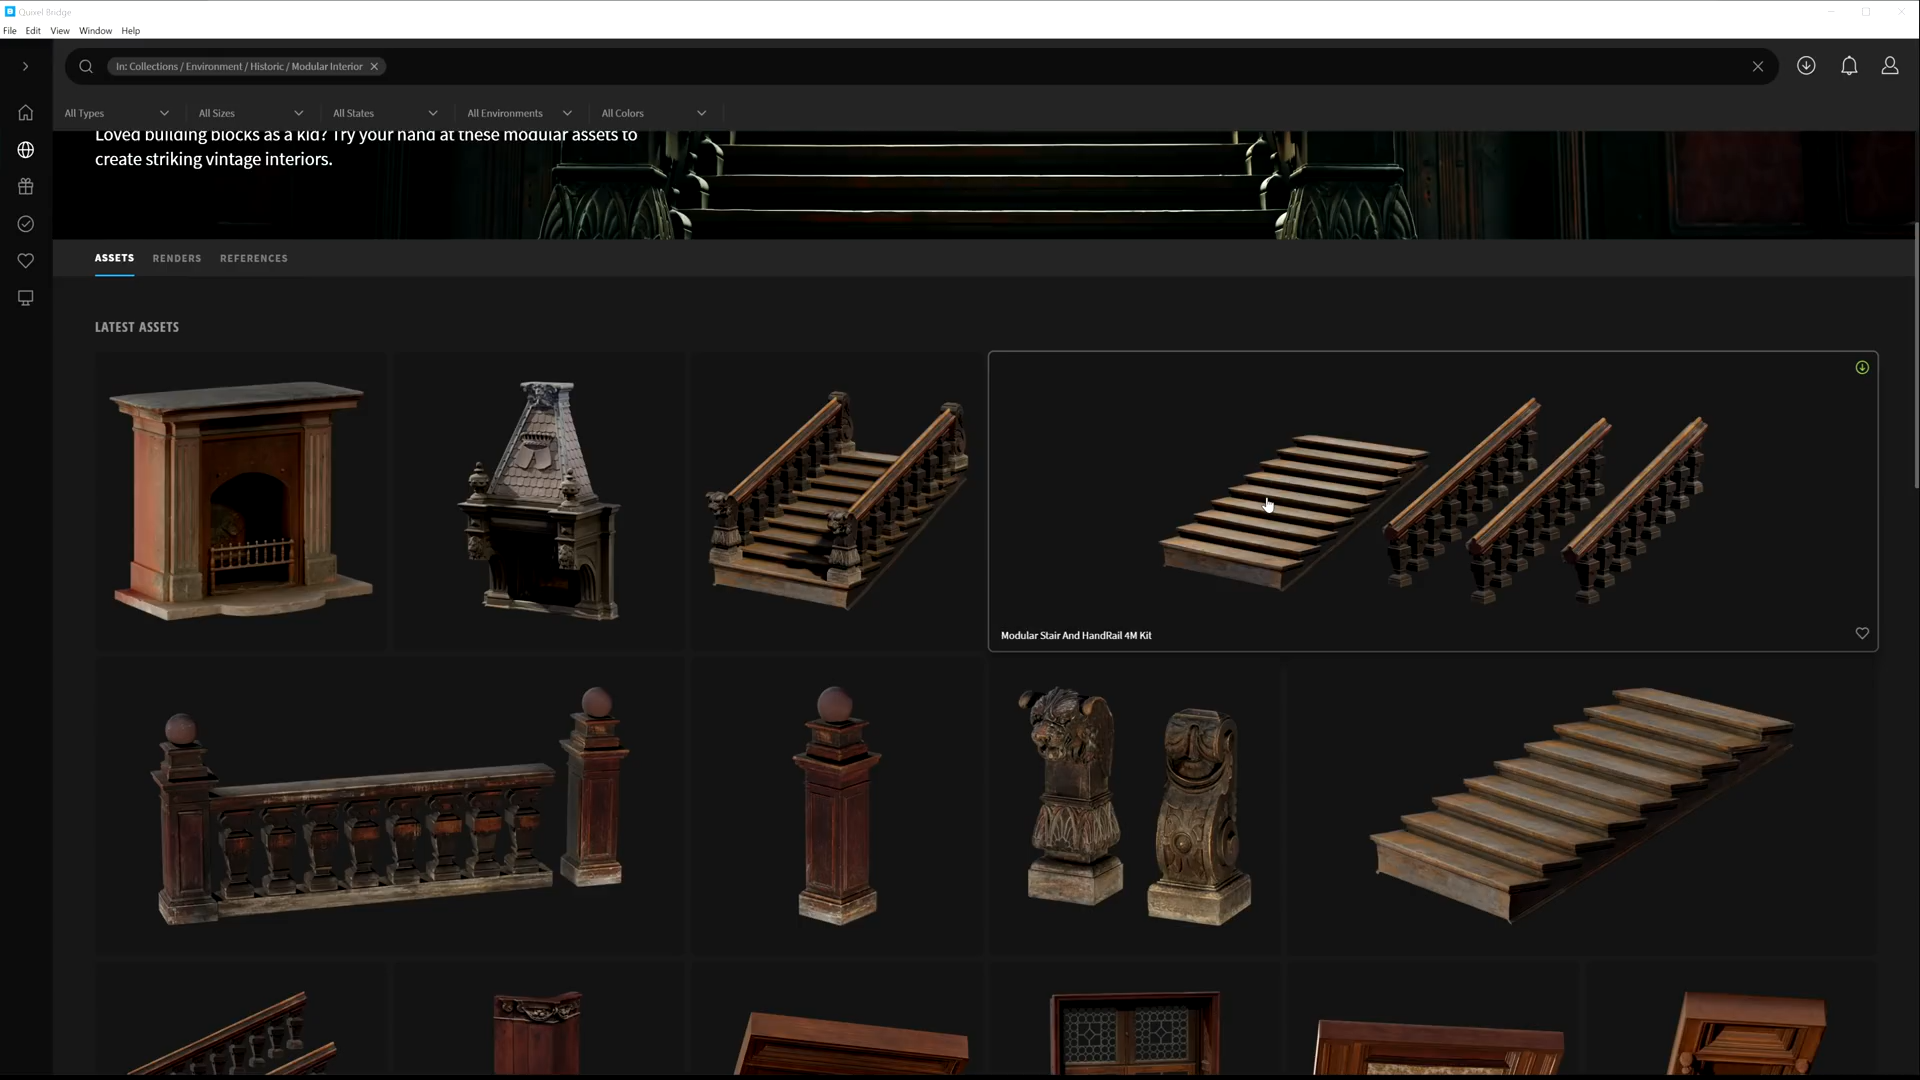 Quixel Bridge
File Edit View Window Help
In: Collections / Environment / Historic / Modular Interior
All Types All Sizes All States All Environments All Colors
Loved building blocks as a kid? Try your hand at these modular assets to
create striking vintage interiors.
ASSETS RENDERS REFERENCES
LATEST ASSETS
Modular Stair And HandRail 4M Kit